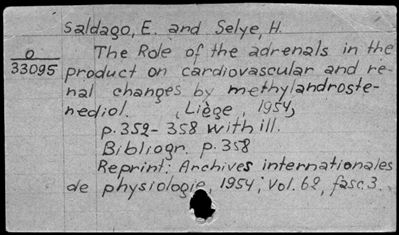 Saldago, E. and Selye, H.
O
33095
The Role of the adrenals in the
product on cardiovascular and re-
nal changes by methylandroste-
nediol. , Liège, 1954,
p. 352-358 with ill.
Bibliogr. p. 358
Reprint: Archives internationales
de physiologie, 1954; Vol. 62, fasc. 3.